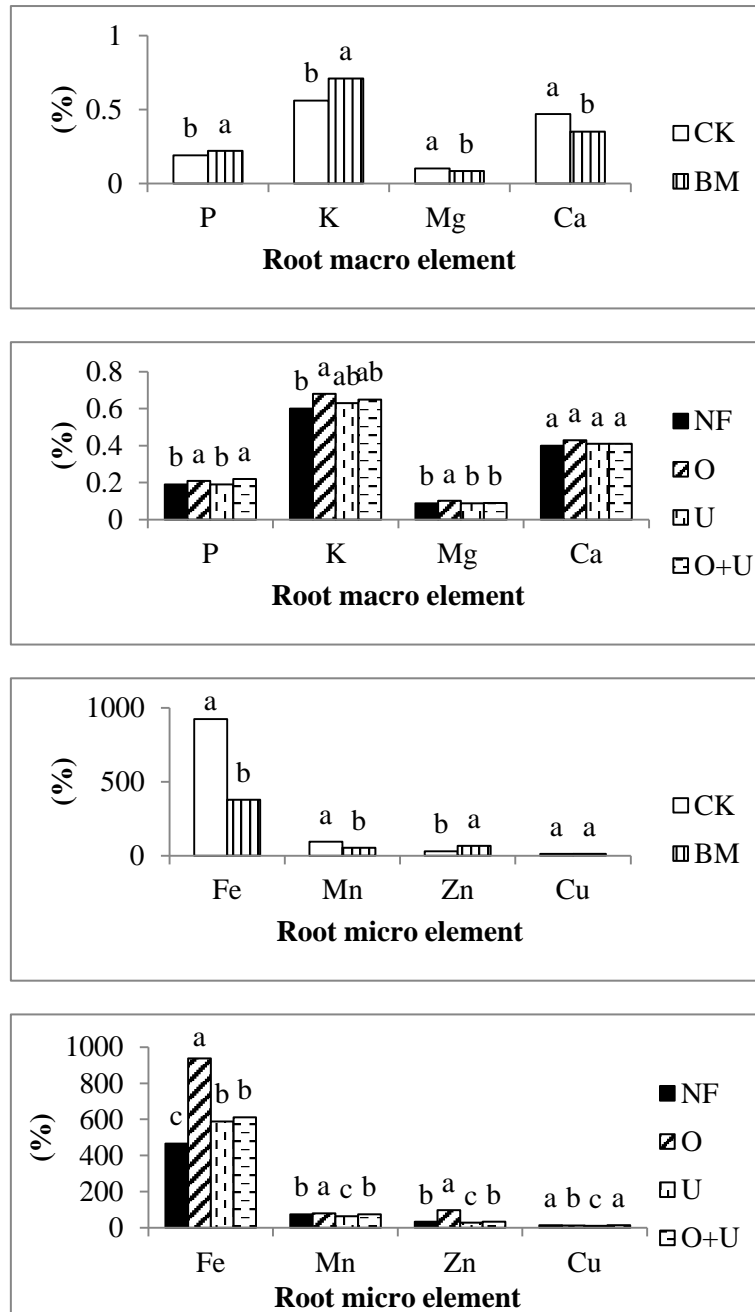 1
0.5
0
(%)
b a b a a b a b
P K Mg Ca
Root macro element
CK
BM
0.8
0.6
0.4
0.2
0
(%)
b a b a b a ab ab b a b b a a a a
P K Mg Ca
Root macro element
NF
O
U
O+U
1000
500
0
(%)
a b a b b a a a
Fe Mn Zn Cu
Root micro element
CK
BM
1000
800
600
400
200
0
(%)
c a b b b a c b b a c b a b c a
Fe Mn Zn Cu
Root micro element
NF
O
U
O+U